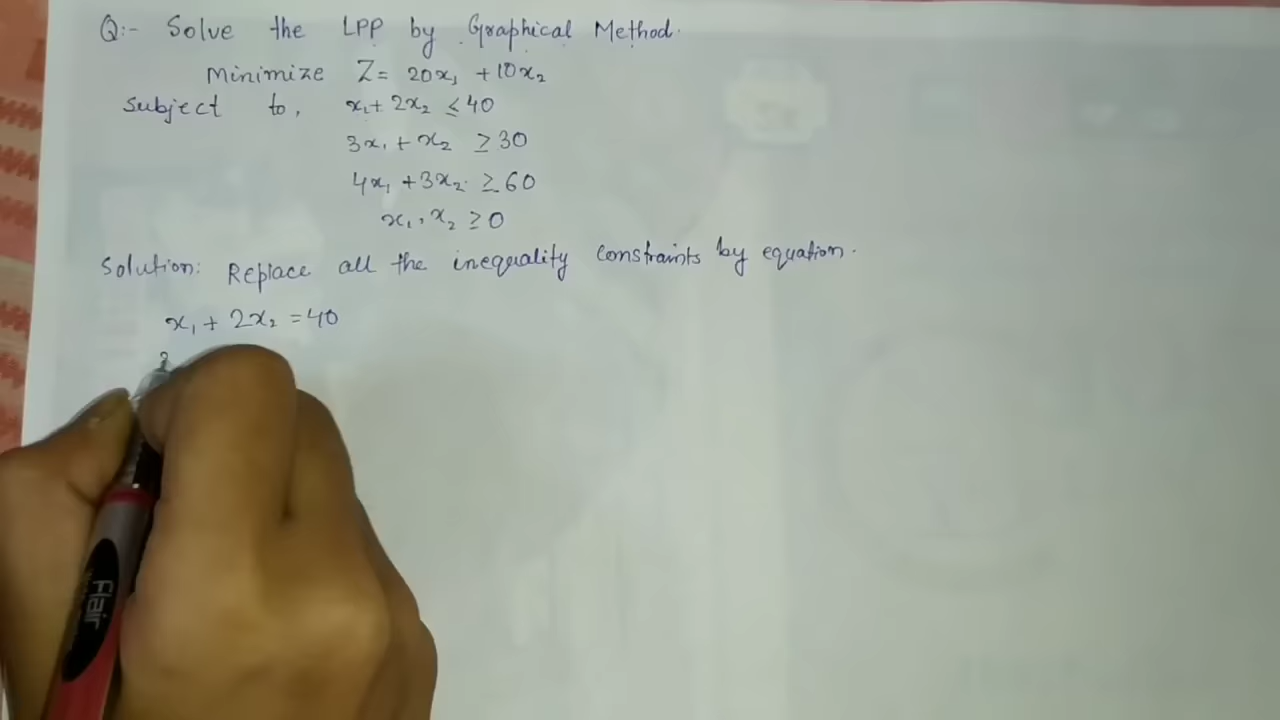 Q:- Solve the LPP by Graphical Method.
Minimize Z = 20x₁ + 10x₂
Subject to, x₁ + 2x₂ ≤ 40
3x₁ + x₂ ≥ 30
4x₁ + 3x₂ ≥ 60
x₁, x₂ ≥ 0
Solution: Replace all the inequality constraints by equation.
x₁ + 2x₂ = 40
Flair